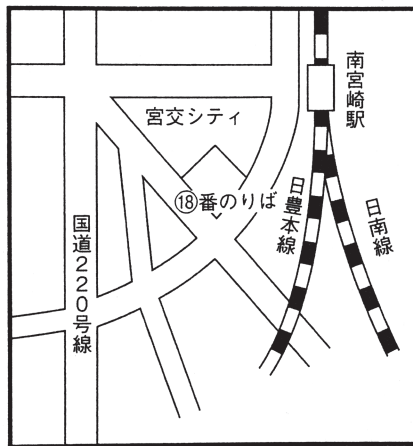 南宮崎駅
宮交シティ
⑱番のりば
日豊本線
日南線
国道220号線